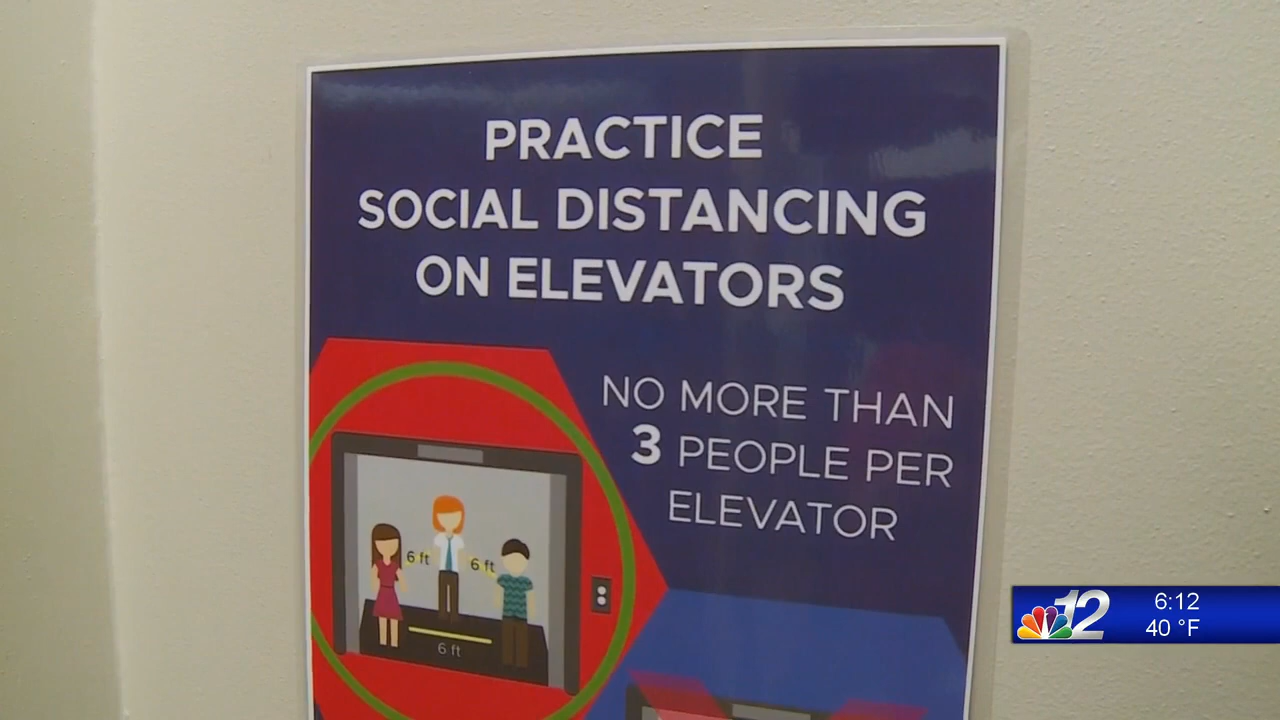 PRACTICE
SOCIAL DISTANCING
ON ELEVATORS
NO MORE THAN
3 PEOPLE PER
ELEVATOR
6 ft 6 ft
6 ft
12
6:12
40 °F